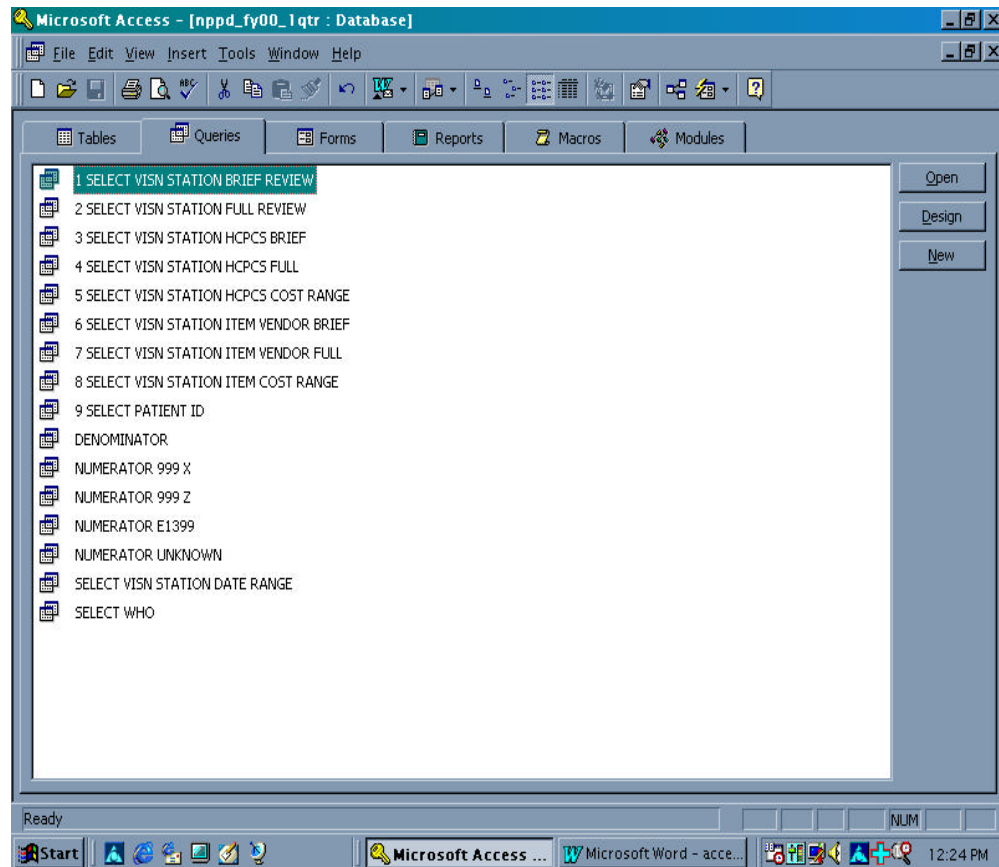 Microsoft Access - [nppd_fy00_1qtr : Database]
File Edit View Insert Tools Window Help
Tables Queries Forms Reports Macros Modules
1 SELECT VISN STATION BRIEF REVIEW
2 SELECT VISN STATION FULL REVIEW
3 SELECT VISN STATION HCPCS BRIEF
4 SELECT VISN STATION HCPCS FULL
5 SELECT VISN STATION HCPCS COST RANGE
6 SELECT VISN STATION ITEM VENDOR BRIEF
7 SELECT VISN STATION ITEM VENDOR FULL
8 SELECT VISN STATION ITEM COST RANGE
9 SELECT PATIENT ID
DENOMINATOR
NUMERATOR 999 X
NUMERATOR 999 Z
NUMERATOR E1399
NUMERATOR UNKNOWN
SELECT VISN STATION DATE RANGE
SELECT WHO
Open
Design
New
Ready NUM
Start Microsoft Access ... Microsoft Word - acce... 12:24 PM